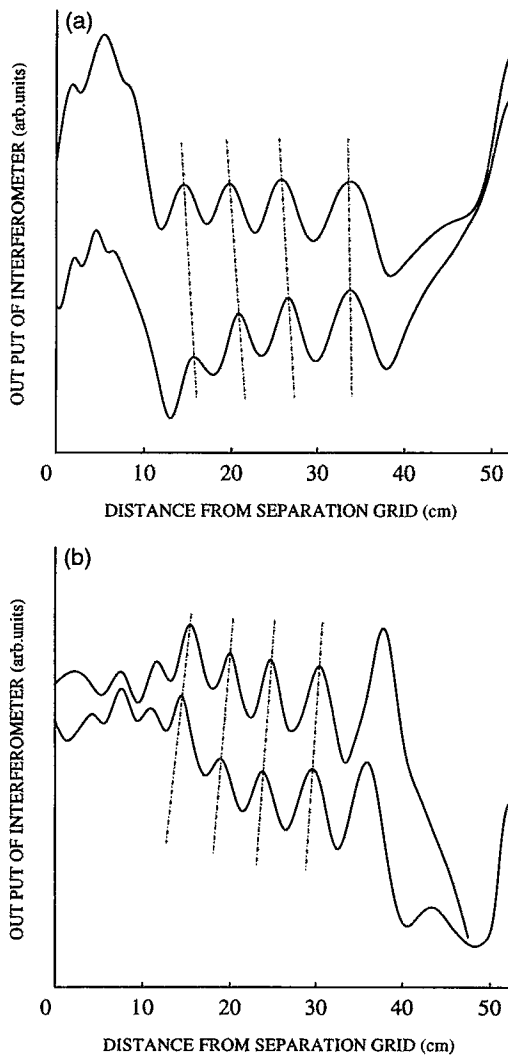 (a)
OUT PUT OF INTERFEROMETER (arb.units)
0 10 20 30 40 50
DISTANCE FROM SEPARATION GRID (cm)
(b)
OUT PUT OF INTERFEROMETER (arb.units)
0 10 20 30 40 50
DISTANCE FROM SEPARATION GRID (cm)